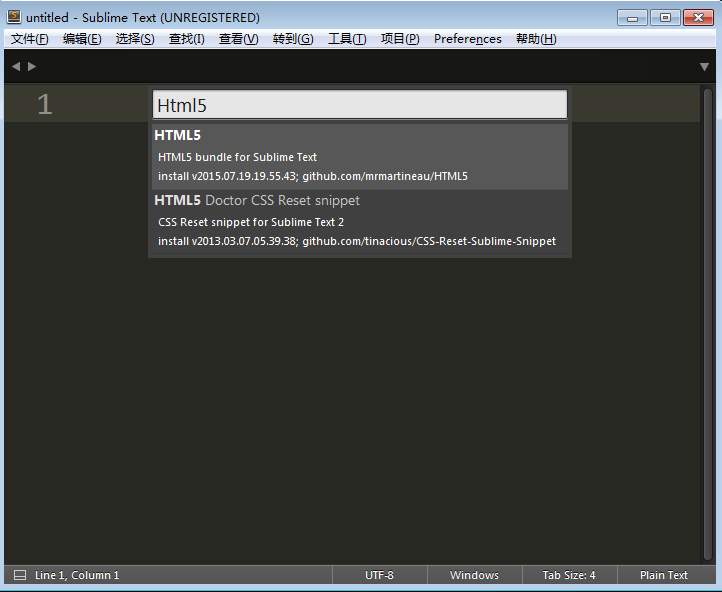 untitled - Sublime Text (UNREGISTERED)
文件(F) 编辑(E) 选择(S) 查找(I) 查看(V) 转到(G) 工具(T) 项目(P) Preferences 帮助(H)
1
Html5
HTML5
HTML5 bundle for Sublime Text
install v2015.07.19.19.55.43; github.com/mrmartineau/HTML5
HTML5 Doctor CSS Reset snippet
CSS Reset snippet for Sublime Text 2
install v2013.03.07.05.39.38; github.com/tinacious/CSS-Reset-Sublime-Snippet
Line 1, Column 1 UTF-8 Windows Tab Size: 4 Plain Text